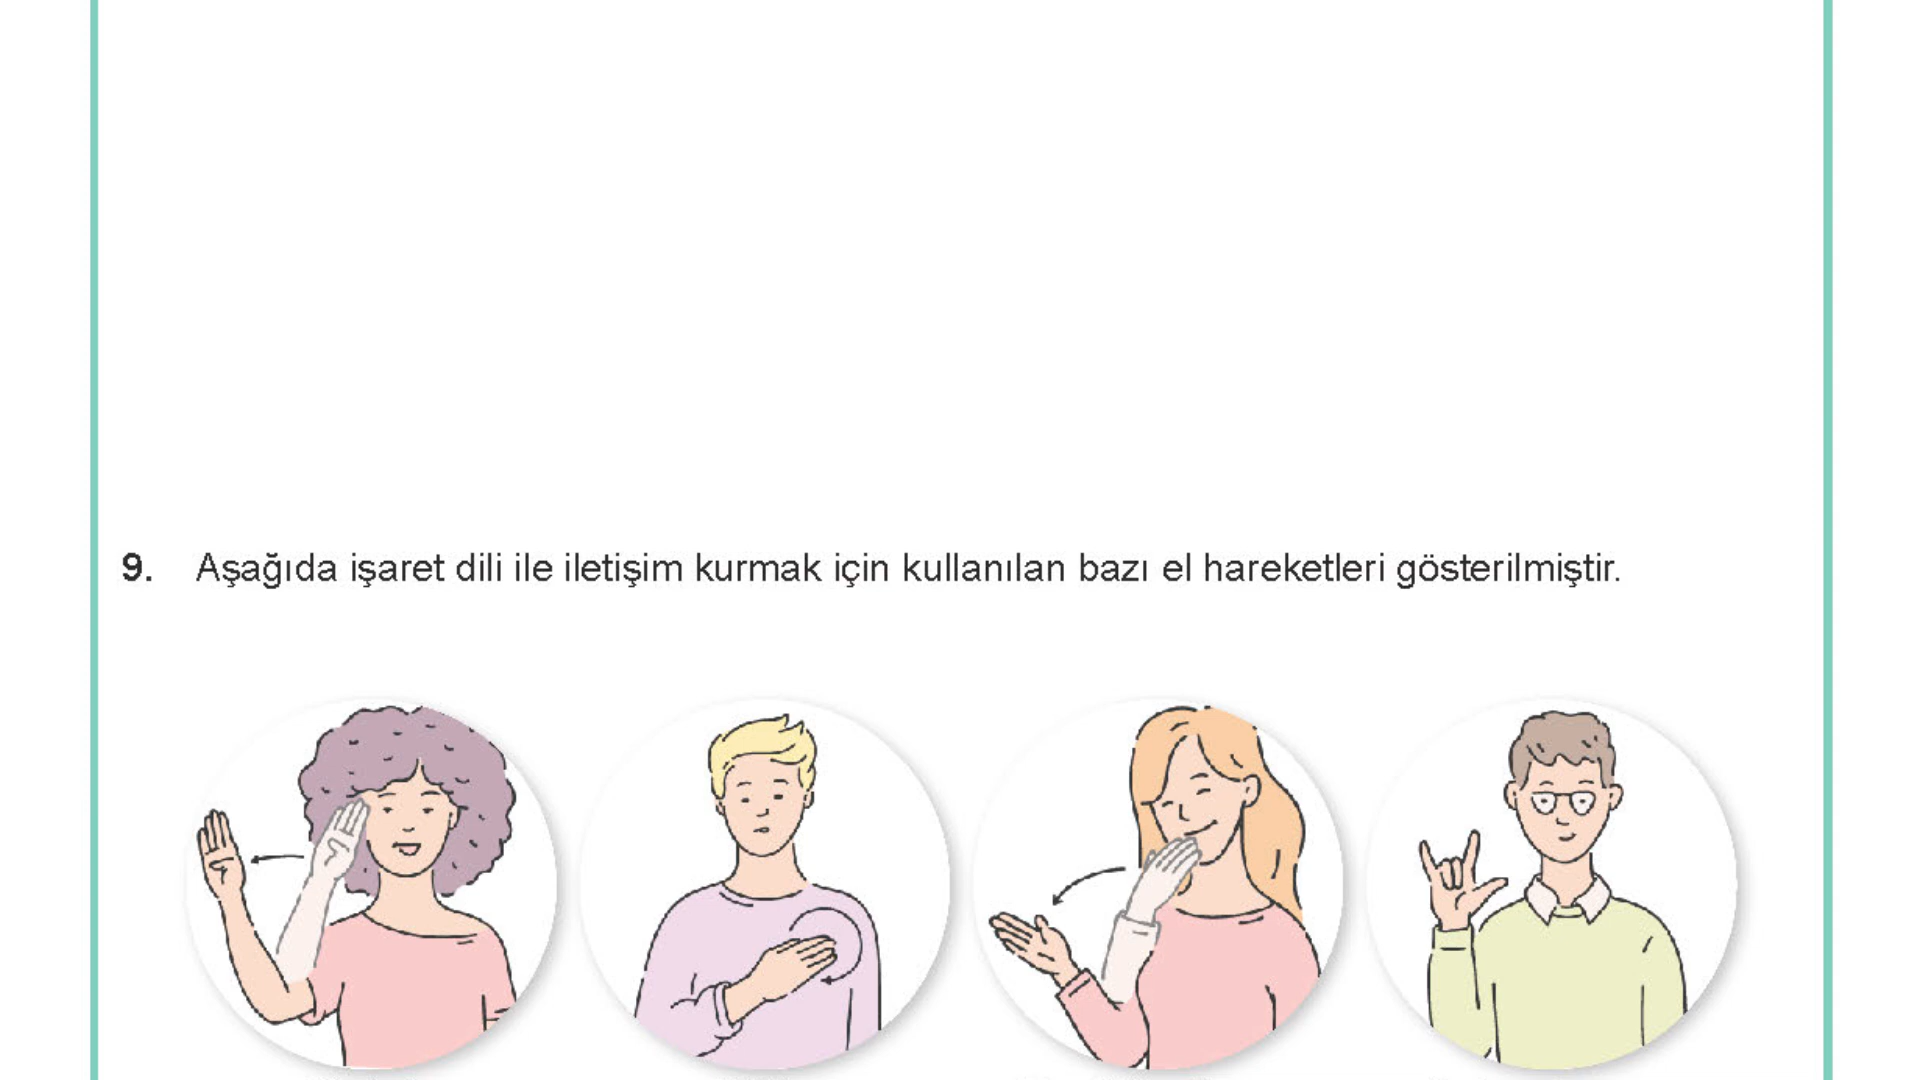 9. Aşağıda işaret dili ile iletişim kurmak için kullanılan bazı el hareketleri gösterilmiştir.